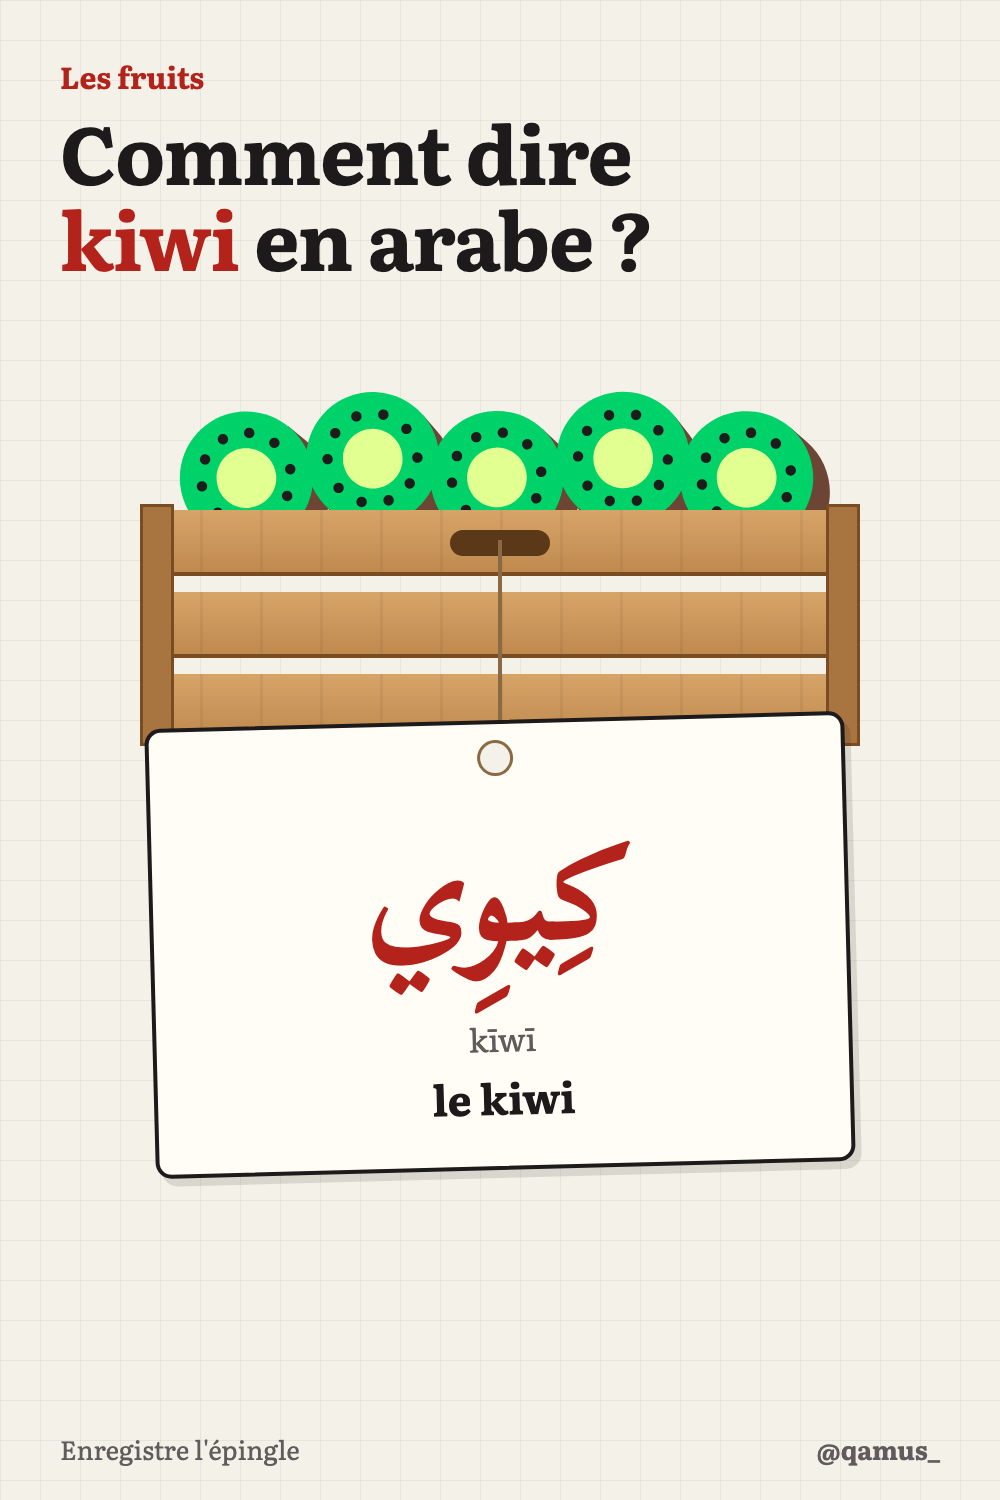 Les fruits
Comment dire
kiwi en arabe ?
كِيوِي
kīwī
le kiwi
Enregistre l'épingle
@qamus_